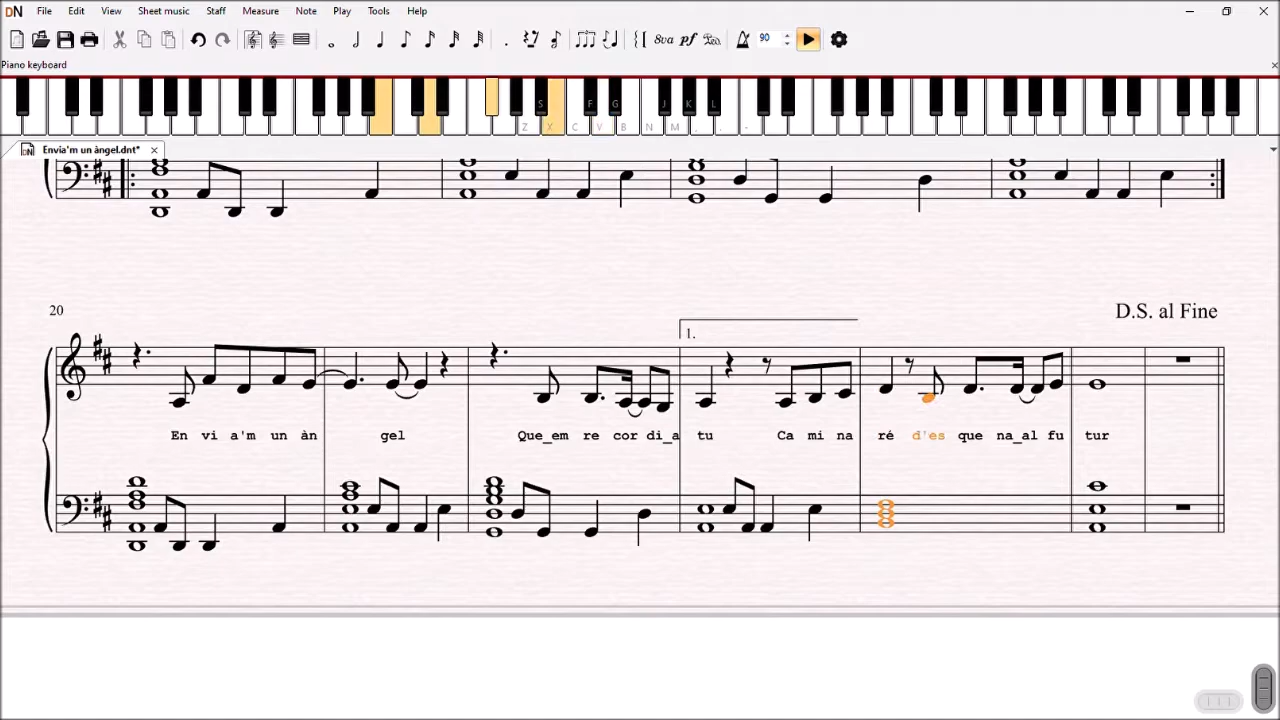 DN File Edit View Sheet music Staff Measure Note Play Tools Help
8va pf 90
Piano keyboard
S F G J K L
Z X C V B N M , . -
Envia'm un àngel.dnt*
20
D.S. al Fine
1.
En vi a'm un àn gel Que_em re cor di_a tu Ca mi na ré d'es que na_al fu tur